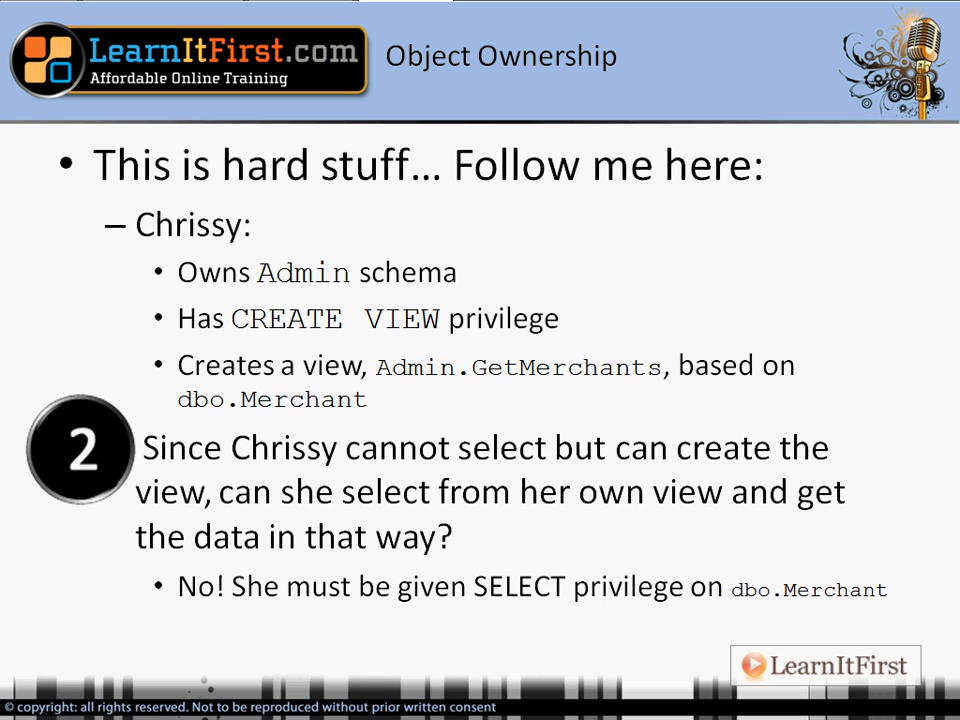 LearnItFirst.com
Affordable Online Training
Object Ownership
• This is hard stuff... Follow me here:
– Chrissy:
• Owns Admin schema
• Has CREATE VIEW privilege
• Creates a view, Admin.GetMerchants, based on
dbo.Merchant
2
Since Chrissy cannot select but can create the
view, can she select from her own view and get
the data in that way?
• No! She must be given SELECT privilege on dbo.Merchant
LearnItFirst
© copyright: all rights reserved. Not to be reproduced without prior written consent